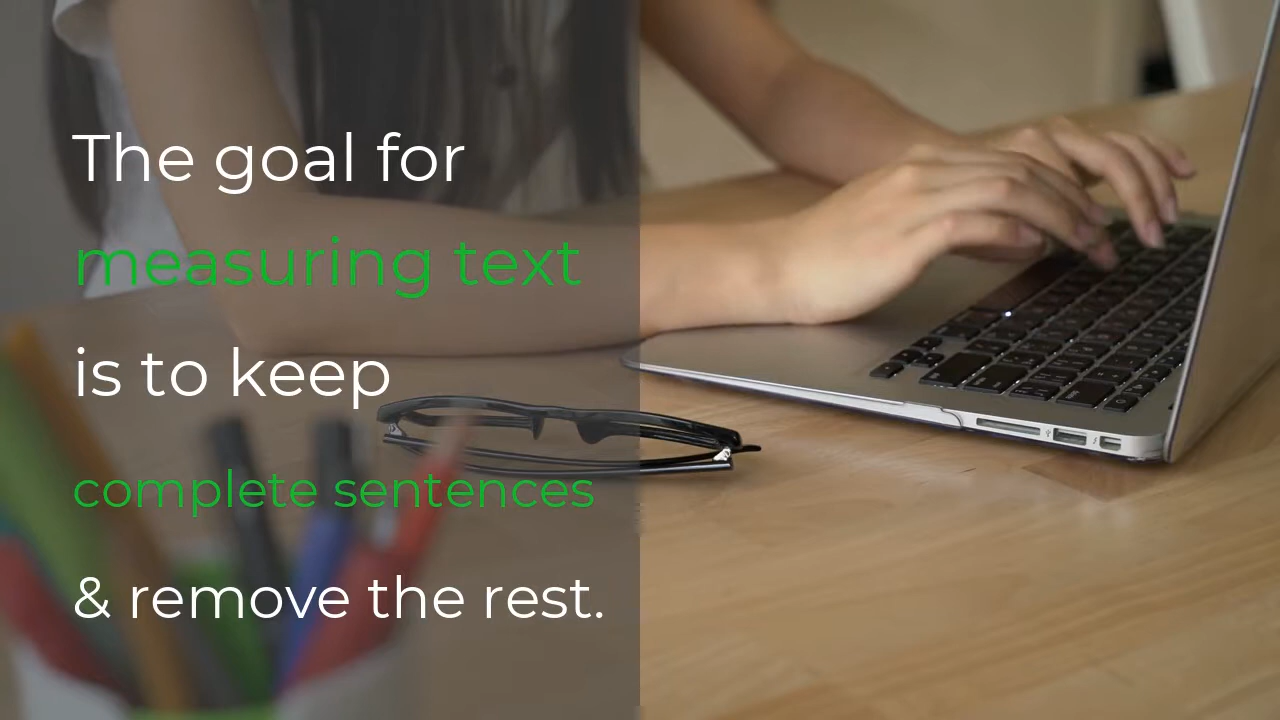 The goal for
measuring text
is to keep
complete sentences
& remove the rest.